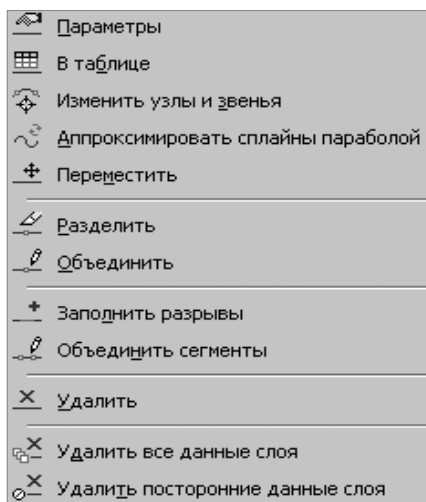 Параметры
В таблице
Изменить узлы и звенья
Аппроксимировать сплайны параболой
Переместить
Разделить
Объединить
Заполнить разрывы
Объединить сегменты
Удалить
Удалить все данные слоя
Удалить посторонние данные слоя